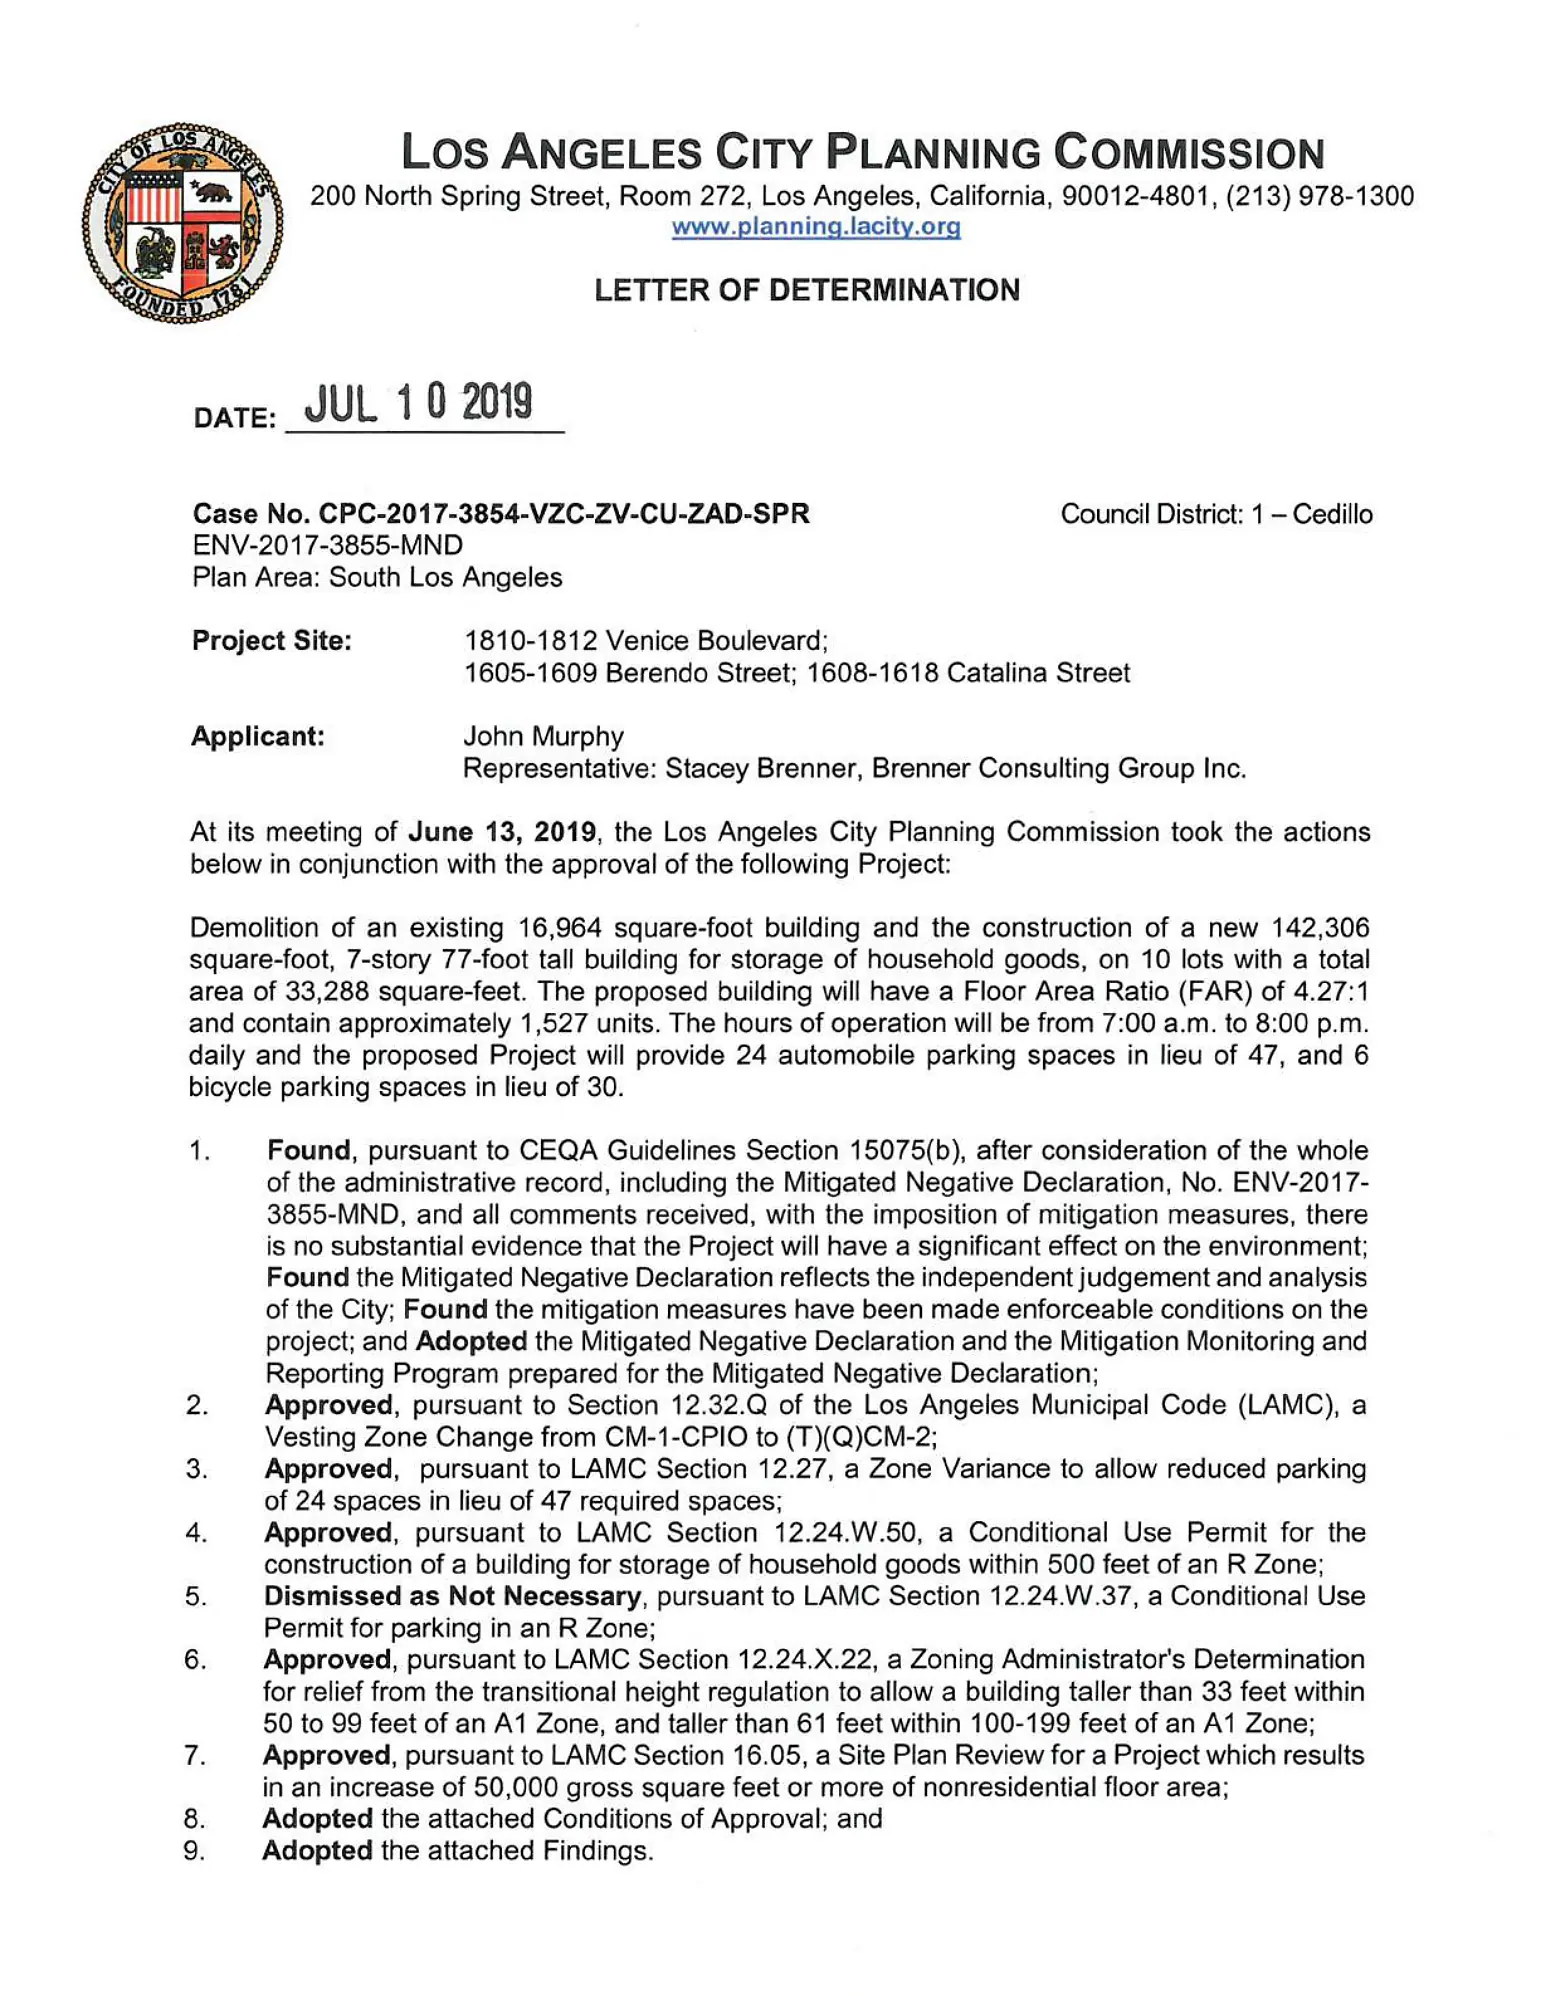 CITY OF LOS ANGELES
FOUNDED 1781
LOS ANGELES CITY PLANNING COMMISSION
200 North Spring Street, Room 272, Los Angeles, California, 90012-4801, (213) 978-1300
www.planning.lacity.org
LETTER OF DETERMINATION
DATE: JUL 10 2019
Case No. CPC-2017-3854-VZC-ZV-CU-ZAD-SPR Council District: 1 – Cedillo
ENV-2017-3855-MND
Plan Area: South Los Angeles
Project Site: 1810-1812 Venice Boulevard;
1605-1609 Berendo Street; 1608-1618 Catalina Street
Applicant: John Murphy
Representative: Stacey Brenner, Brenner Consulting Group Inc.
At its meeting of June 13, 2019, the Los Angeles City Planning Commission took the actions
below in conjunction with the approval of the following Project:
Demolition of an existing 16,964 square-foot building and the construction of a new 142,306
square-foot, 7-story 77-foot tall building for storage of household goods, on 10 lots with a total
area of 33,288 square-feet. The proposed building will have a Floor Area Ratio (FAR) of 4.27:1
and contain approximately 1,527 units. The hours of operation will be from 7:00 a.m. to 8:00 p.m.
daily and the proposed Project will provide 24 automobile parking spaces in lieu of 47, and 6
bicycle parking spaces in lieu of 30.
1. Found, pursuant to CEQA Guidelines Section 15075(b), after consideration of the whole
of the administrative record, including the Mitigated Negative Declaration, No. ENV-2017-
3855-MND, and all comments received, with the imposition of mitigation measures, there
is no substantial evidence that the Project will have a significant effect on the environment;
Found the Mitigated Negative Declaration reflects the independent judgement and analysis
of the City; Found the mitigation measures have been made enforceable conditions on the
project; and Adopted the Mitigated Negative Declaration and the Mitigation Monitoring and
Reporting Program prepared for the Mitigated Negative Declaration;
2. Approved, pursuant to Section 12.32.Q of the Los Angeles Municipal Code (LAMC), a
Vesting Zone Change from CM-1-CPIO to (T)(Q)CM-2;
3. Approved, pursuant to LAMC Section 12.27, a Zone Variance to allow reduced parking
of 24 spaces in lieu of 47 required spaces;
4. Approved, pursuant to LAMC Section 12.24.W.50, a Conditional Use Permit for the
construction of a building for storage of household goods within 500 feet of an R Zone;
5. Dismissed as Not Necessary, pursuant to LAMC Section 12.24.W.37, a Conditional Use
Permit for parking in an R Zone;
6. Approved, pursuant to LAMC Section 12.24.X.22, a Zoning Administrator's Determination
for relief from the transitional height regulation to allow a building taller than 33 feet within
50 to 99 feet of an A1 Zone, and taller than 61 feet within 100-199 feet of an A1 Zone;
7. Approved, pursuant to LAMC Section 16.05, a Site Plan Review for a Project which results
in an increase of 50,000 gross square feet or more of nonresidential floor area;
8. Adopted the attached Conditions of Approval; and
9. Adopted the attached Findings.